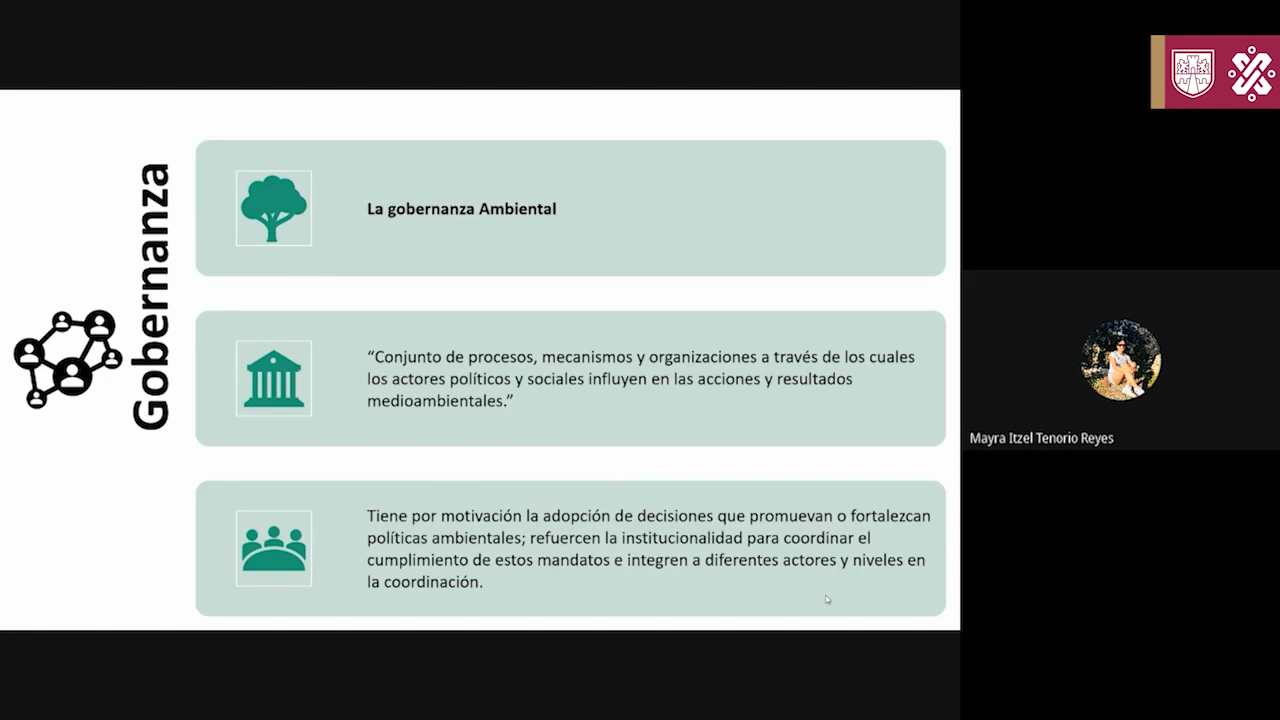 Gobernanza
La gobernanza Ambiental
“Conjunto de procesos, mecanismos y organizaciones a través de los cuales
los actores políticos y sociales influyen en las acciones y resultados
medioambientales.”
Tiene por motivación la adopción de decisiones que promuevan o fortalezcan
políticas ambientales; refuercen la institucionalidad para coordinar el
cumplimiento de estos mandatos e integren a diferentes actores y niveles en
la coordinación.
Mayra Itzel Tenorio Reyes